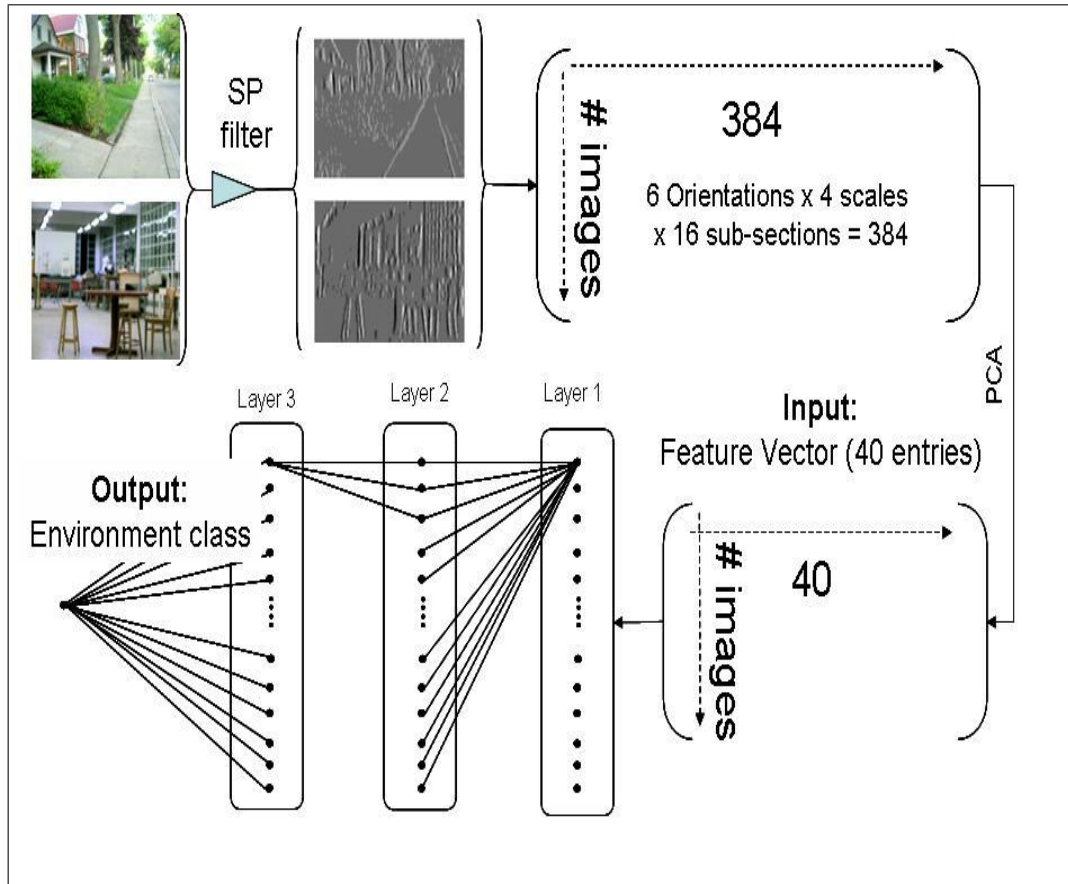 SP
filter
# images
384
6 Orientations x 4 scales
x 16 sub-sections = 384
PCA
Layer 3
Layer 2
Layer 1
Input:
Feature Vector (40 entries)
Output:
Environment class
# images
40